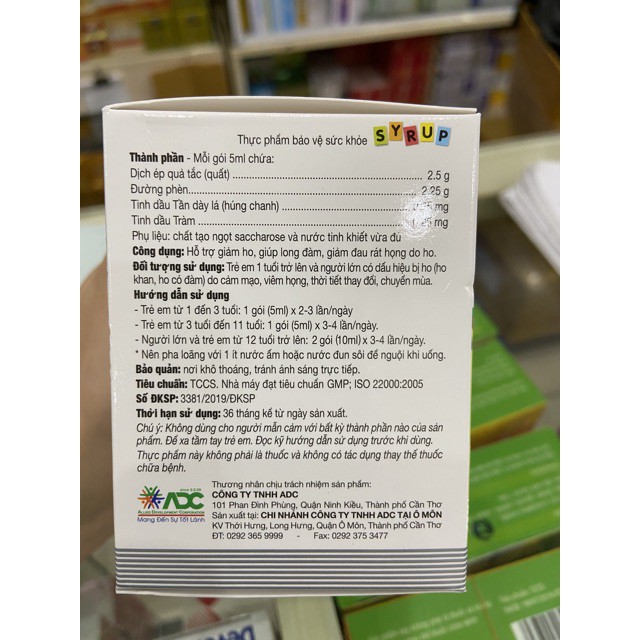 Thực phẩm bảo vệ sức khỏe SYRUP
Thành phần - Mỗi gói 5ml chứa:
Dịch ép quả tắc (quất) 2.5 g
Đường phèn 2.25 g
Tinh dầu Tần dày lá (húng chanh) mg
Tinh dầu Tràm mg
Phụ liệu: chất tạo ngọt saccharose và nước tinh khiết vừa đủ
Công dụng: Hỗ trợ giảm ho, giúp long đàm, giảm đau rát họng do ho.
Đối tượng sử dụng: Trẻ em 1 tuổi trở lên và người lớn có dấu hiệu bị ho (ho
khan, ho có đàm) do cảm mạo, viêm họng, thời tiết thay đổi, chuyển mùa.
Hướng dẫn sử dụng
- Trẻ em từ 1 đến 3 tuổi: 1 gói (5ml) x 2-3 lần/ngày
- Trẻ em từ 3 tuổi đến 11 tuổi: 1 gói (5ml) x 3-4 lần/ngày.
- Người lớn và trẻ em từ 12 tuổi trở lên: 2 gói (10ml) x 3-4 lần/ngày.
* Nên pha loãng với 1 ít nước ấm hoặc nước đun sôi để nguội khi uống.
Bảo quản: nơi khô thoáng, tránh ánh sáng trực tiếp.
Tiêu chuẩn: TCCS. Nhà máy đạt tiêu chuẩn GMP; ISO 22000:2005
Số ĐKSP: 3381/2019/ĐKSP
Thời hạn sử dụng: 36 tháng kể từ ngày sản xuất.
Chú ý: Không dùng cho người mẫn cảm với bất kỳ thành phần nào của sản
phẩm. Để xa tầm tay trẻ em. Đọc kỹ hướng dẫn sử dụng trước khi dùng.
Thực phẩm này không phải là thuốc và không có tác dụng thay thế thuốc
chữa bệnh.
Thương nhân chịu trách nhiệm sản phẩm:
CÔNG TY TNHH ADC
101 Phan Đình Phùng, Quận Ninh Kiều, Thành phố Cần Thơ
Sản xuất tại: CHI NHÁNH CÔNG TY TNHH ADC TẠI Ô MÔN
KV Thới Hưng, Long Hưng, Quận Ô Môn, Thành phố Cần Thơ
ĐT: 0292 365 9999 - Fax: 0292 375 3477
ADC
ALLIED DEVELOPMENT CORPORATION
Mang Đến Sự Tốt Lành